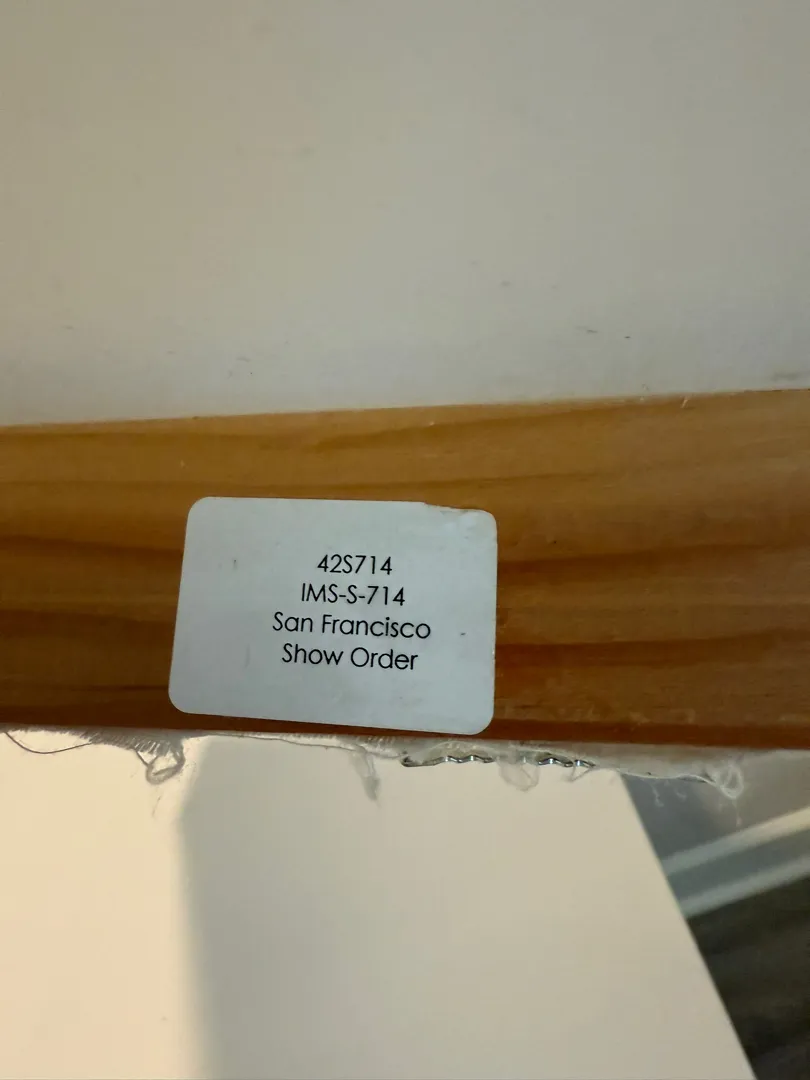 42S714
IMS-S-714
San Francisco
Show Order